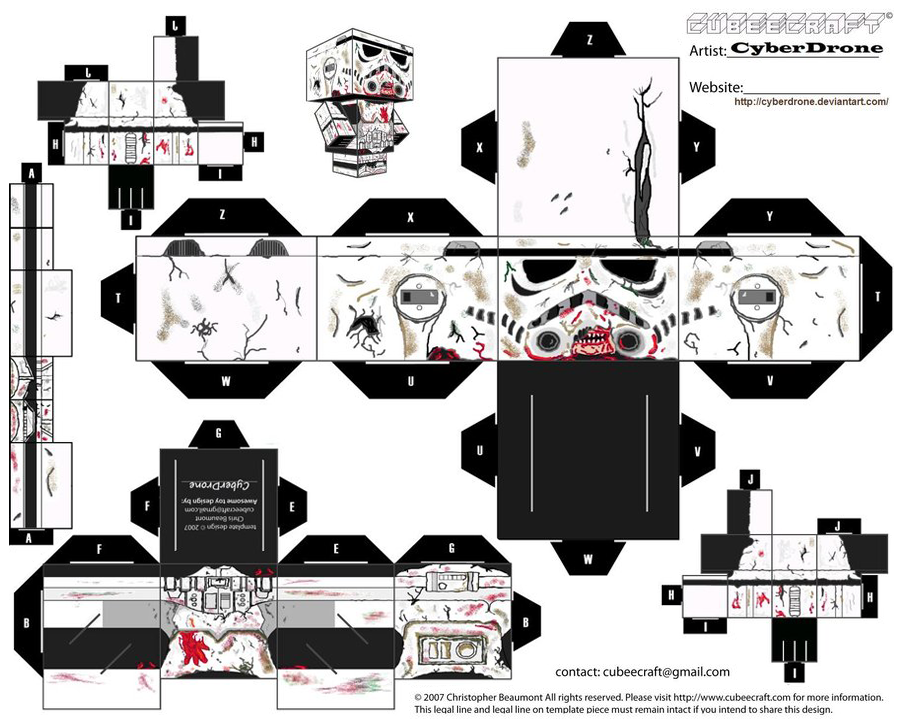 CUBEECRAFT©
Artist: CyberDrone
Website:
http://cyberdrone.deviantart.com/
J
J
H
H
I
I
A
Z
X
Y
Z
X
Y
T
T
W
U
V
U
V
W
A
G
F
E
template design © 2007
Chris Beaumont
cubeecraft@gmail.com
Awesome toy design by:
CyberDrone
F
E
G
B
B
J
J
H
H
I
I
contact: cubeecraft@gmail.com
© 2007 Christopher Beaumont All rights reserved. Please visit http://www.cubeecraft.com for more information.
This legal line and legal line on template piece must remain intact if you intend to share this design.